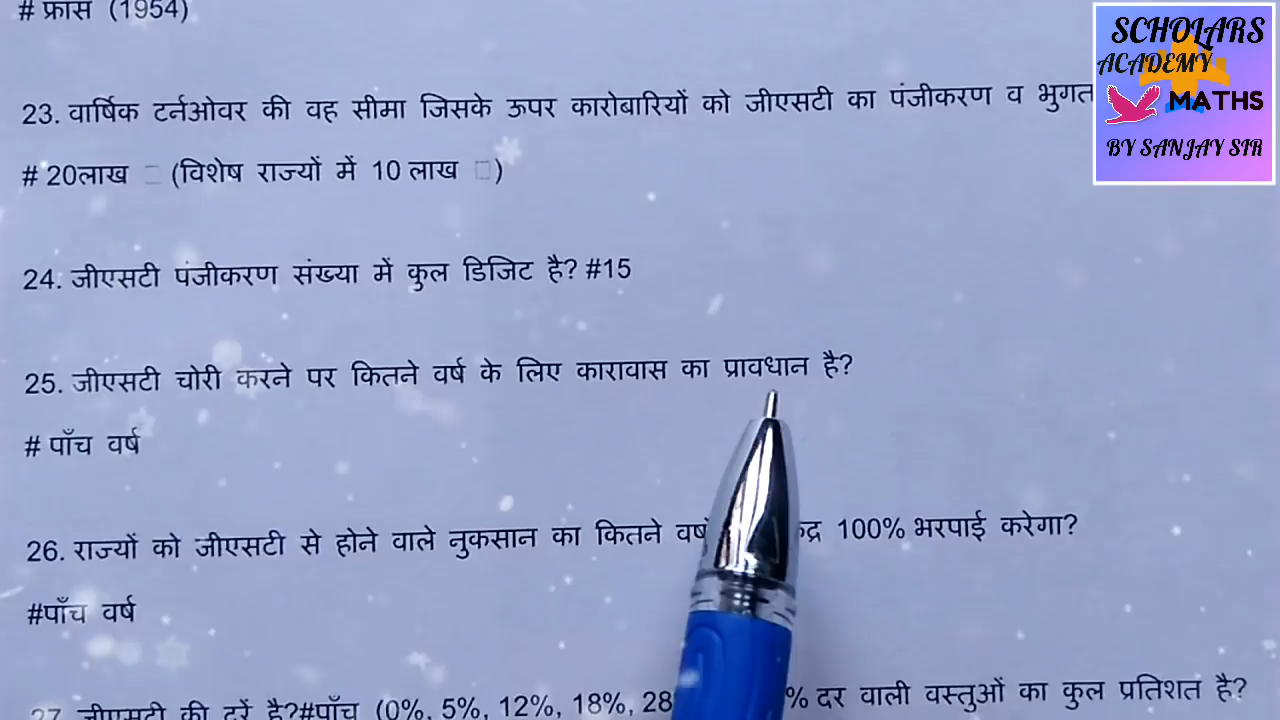 # फ्रांस (1954)
23. वार्षिक टर्नओवर की वह सीमा जिसके ऊपर कारोबारियों को जीएसटी का पंजीकरण व
# 20लाख (विशेष राज्यों में 10 लाख )
24. जीएसटी पंजीकरण संख्या में कुल डिजिट है? #15
25. जीएसटी चोरी करने पर कितने वर्ष के लिए कारावास का प्रावधान है?
# पाँच वर्ष
26. राज्यों को जीएसटी से होने वाले नुकसान का कितने 100% भरपाई करेगा?
#पाँच वर्ष
27. जीएसटी की दरें है?#पाँच (0%, 5%, 12%, 18%, 28 % दर वाली वस्तुओं का कुल प्रतिशत है?
SCHOLARS
ACADEMY
MATHS
BY SANJAY SIR